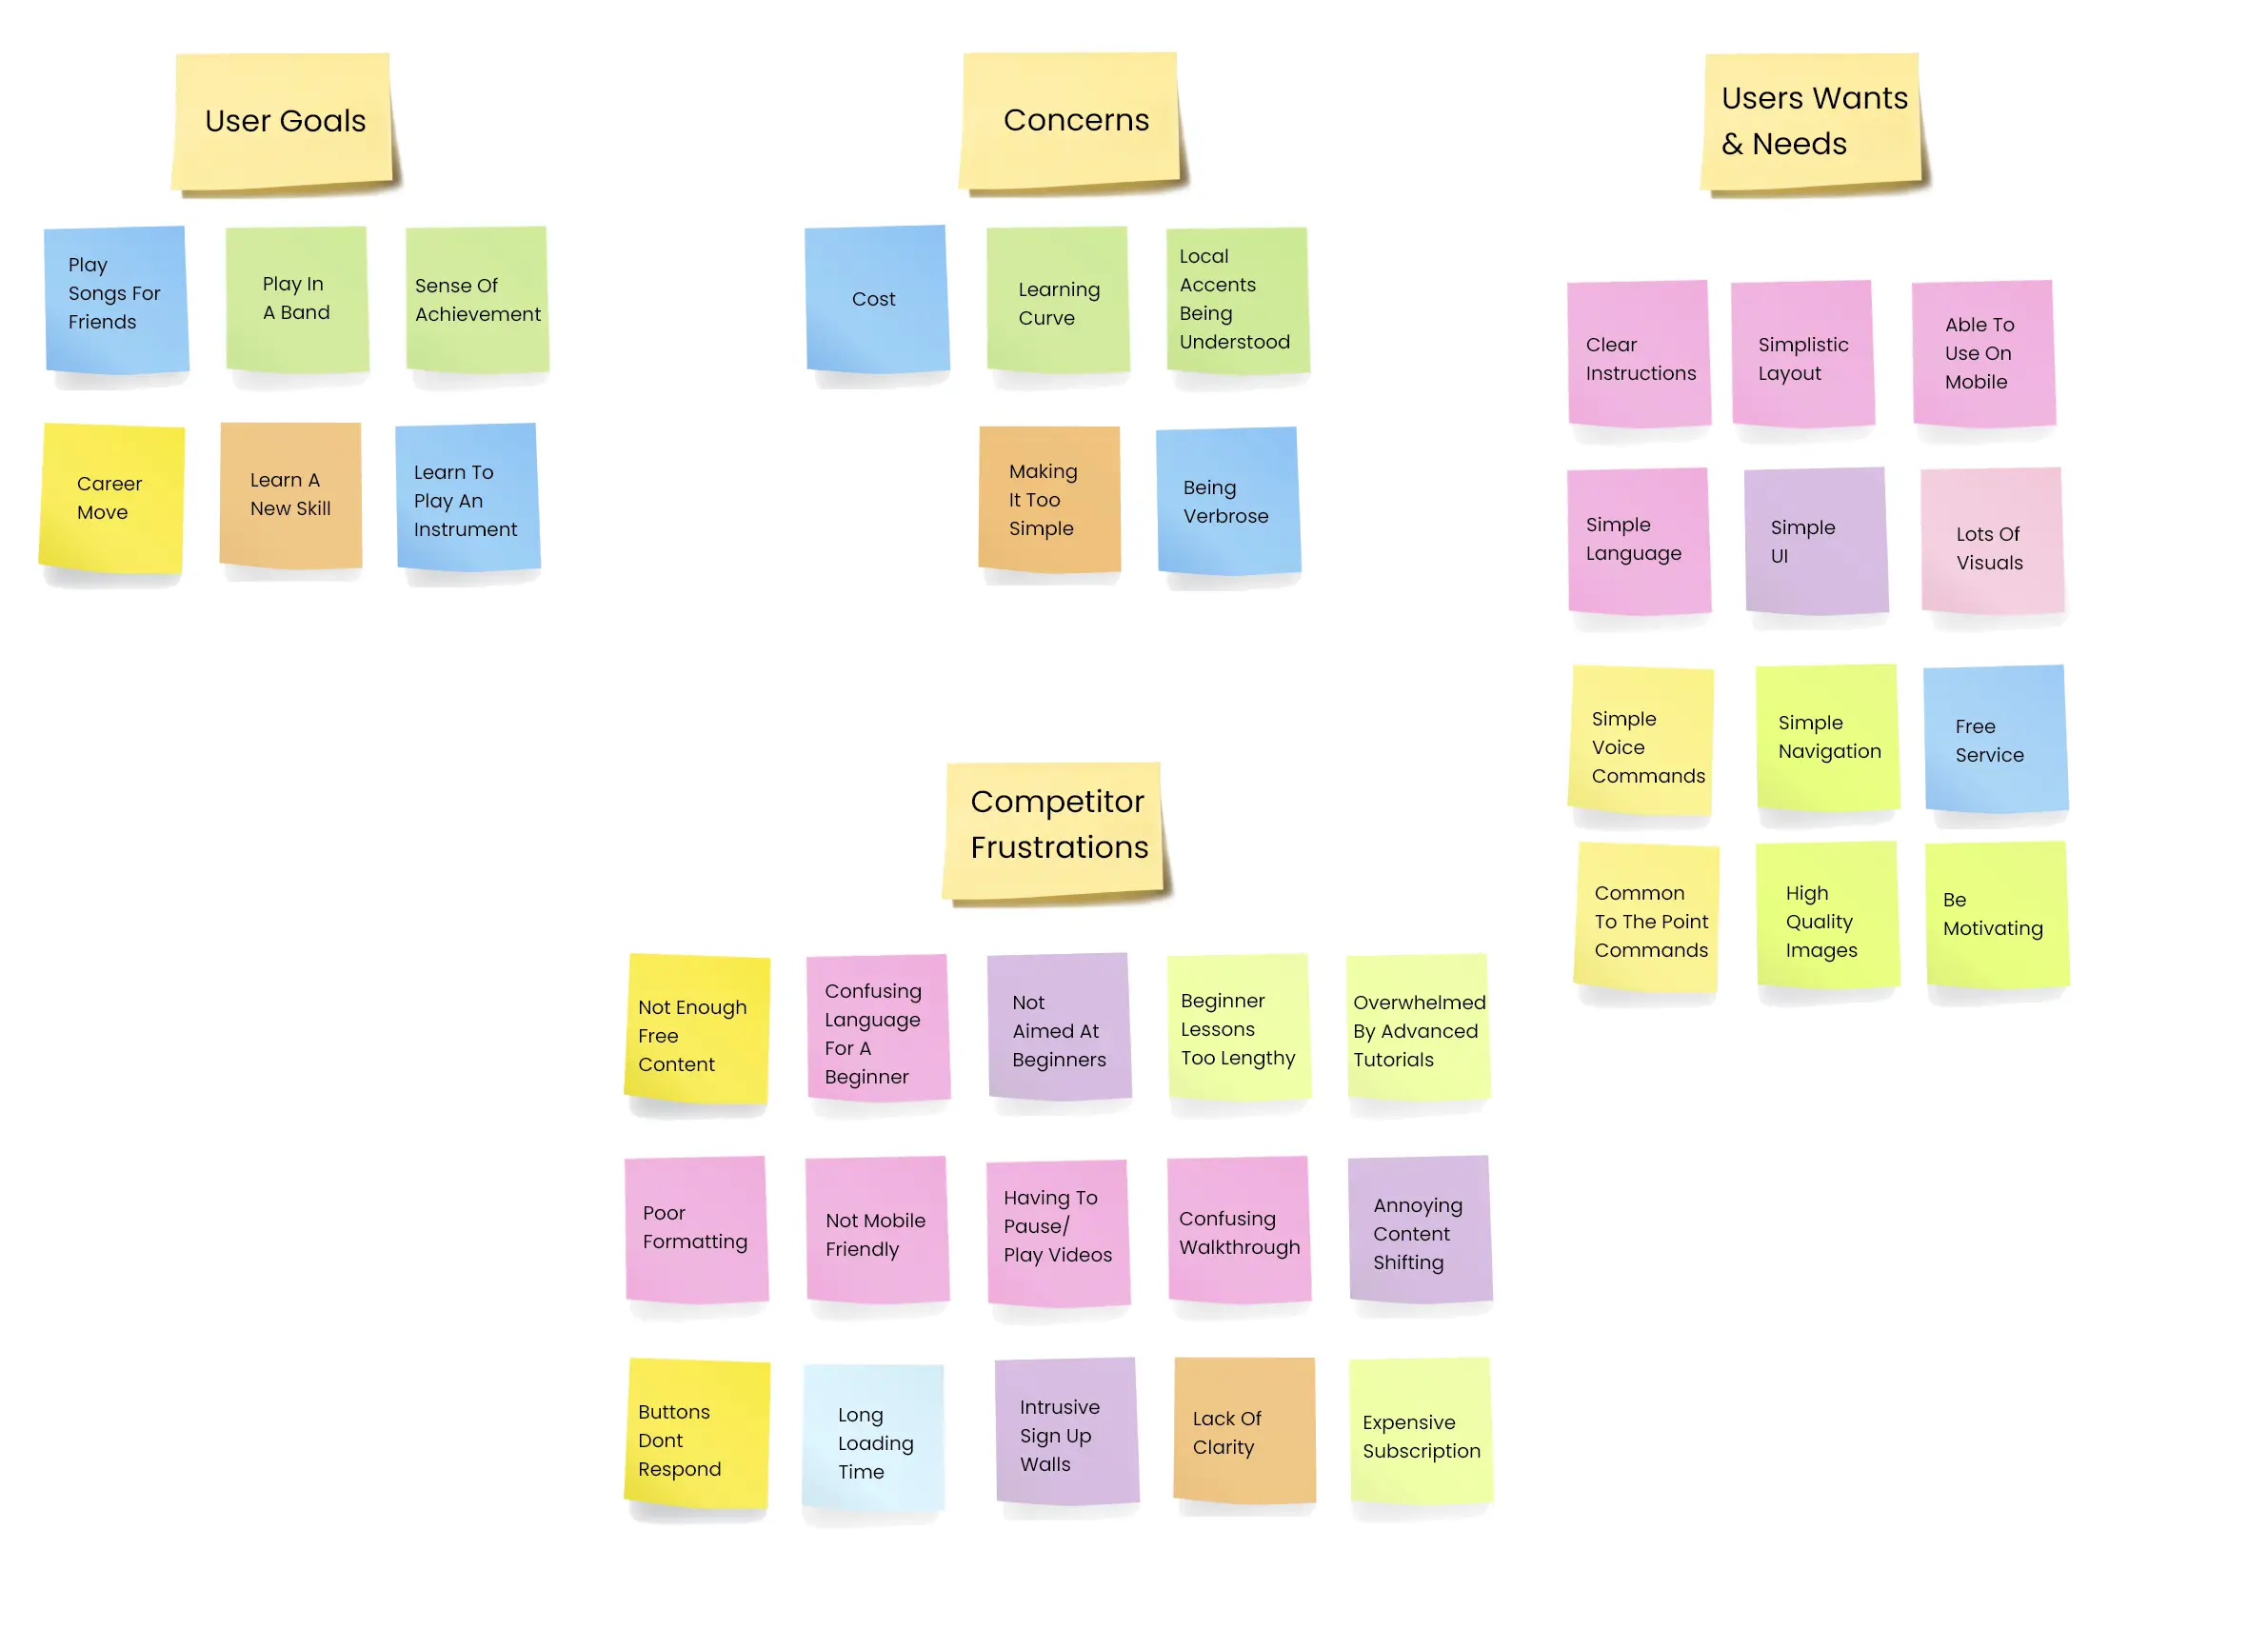 User Goals
Play
Songs For
Friends
Play In
A Band
Sense Of
Achievement
Career
Move
Learn A
New Skill
Learn To
Play An
Instrument
Concerns
Cost
Learning
Curve
Local
Accents
Being
Understood
Making
It Too
Simple
Being
Verbrose
Users Wants
& Needs
Clear
Instructions
Simplistic
Layout
Able To
Use On
Mobile
Simple
Language
Simple
UI
Lots Of
Visuals
Simple
Voice
Commands
Simple
Navigation
Free
Service
Common
To The Point
Commands
High
Quality
Images
Be
Motivating
Competitor
Frustrations
Not Enough
Free
Content
Confusing
Language
For A
Beginner
Not
Aimed At
Beginners
Beginner
Lessons
Too Lengthy
Overwhelmed
By Advanced
Tutorials
Poor
Formatting
Not Mobile
Friendly
Having To
Pause/
Play Videos
Confusing
Walkthrough
Annoying
Content
Shifting
Buttons
Dont
Respond
Long
Loading
Time
Intrusive
Sign Up
Walls
Lack Of
Clarity
Expensive
Subscription